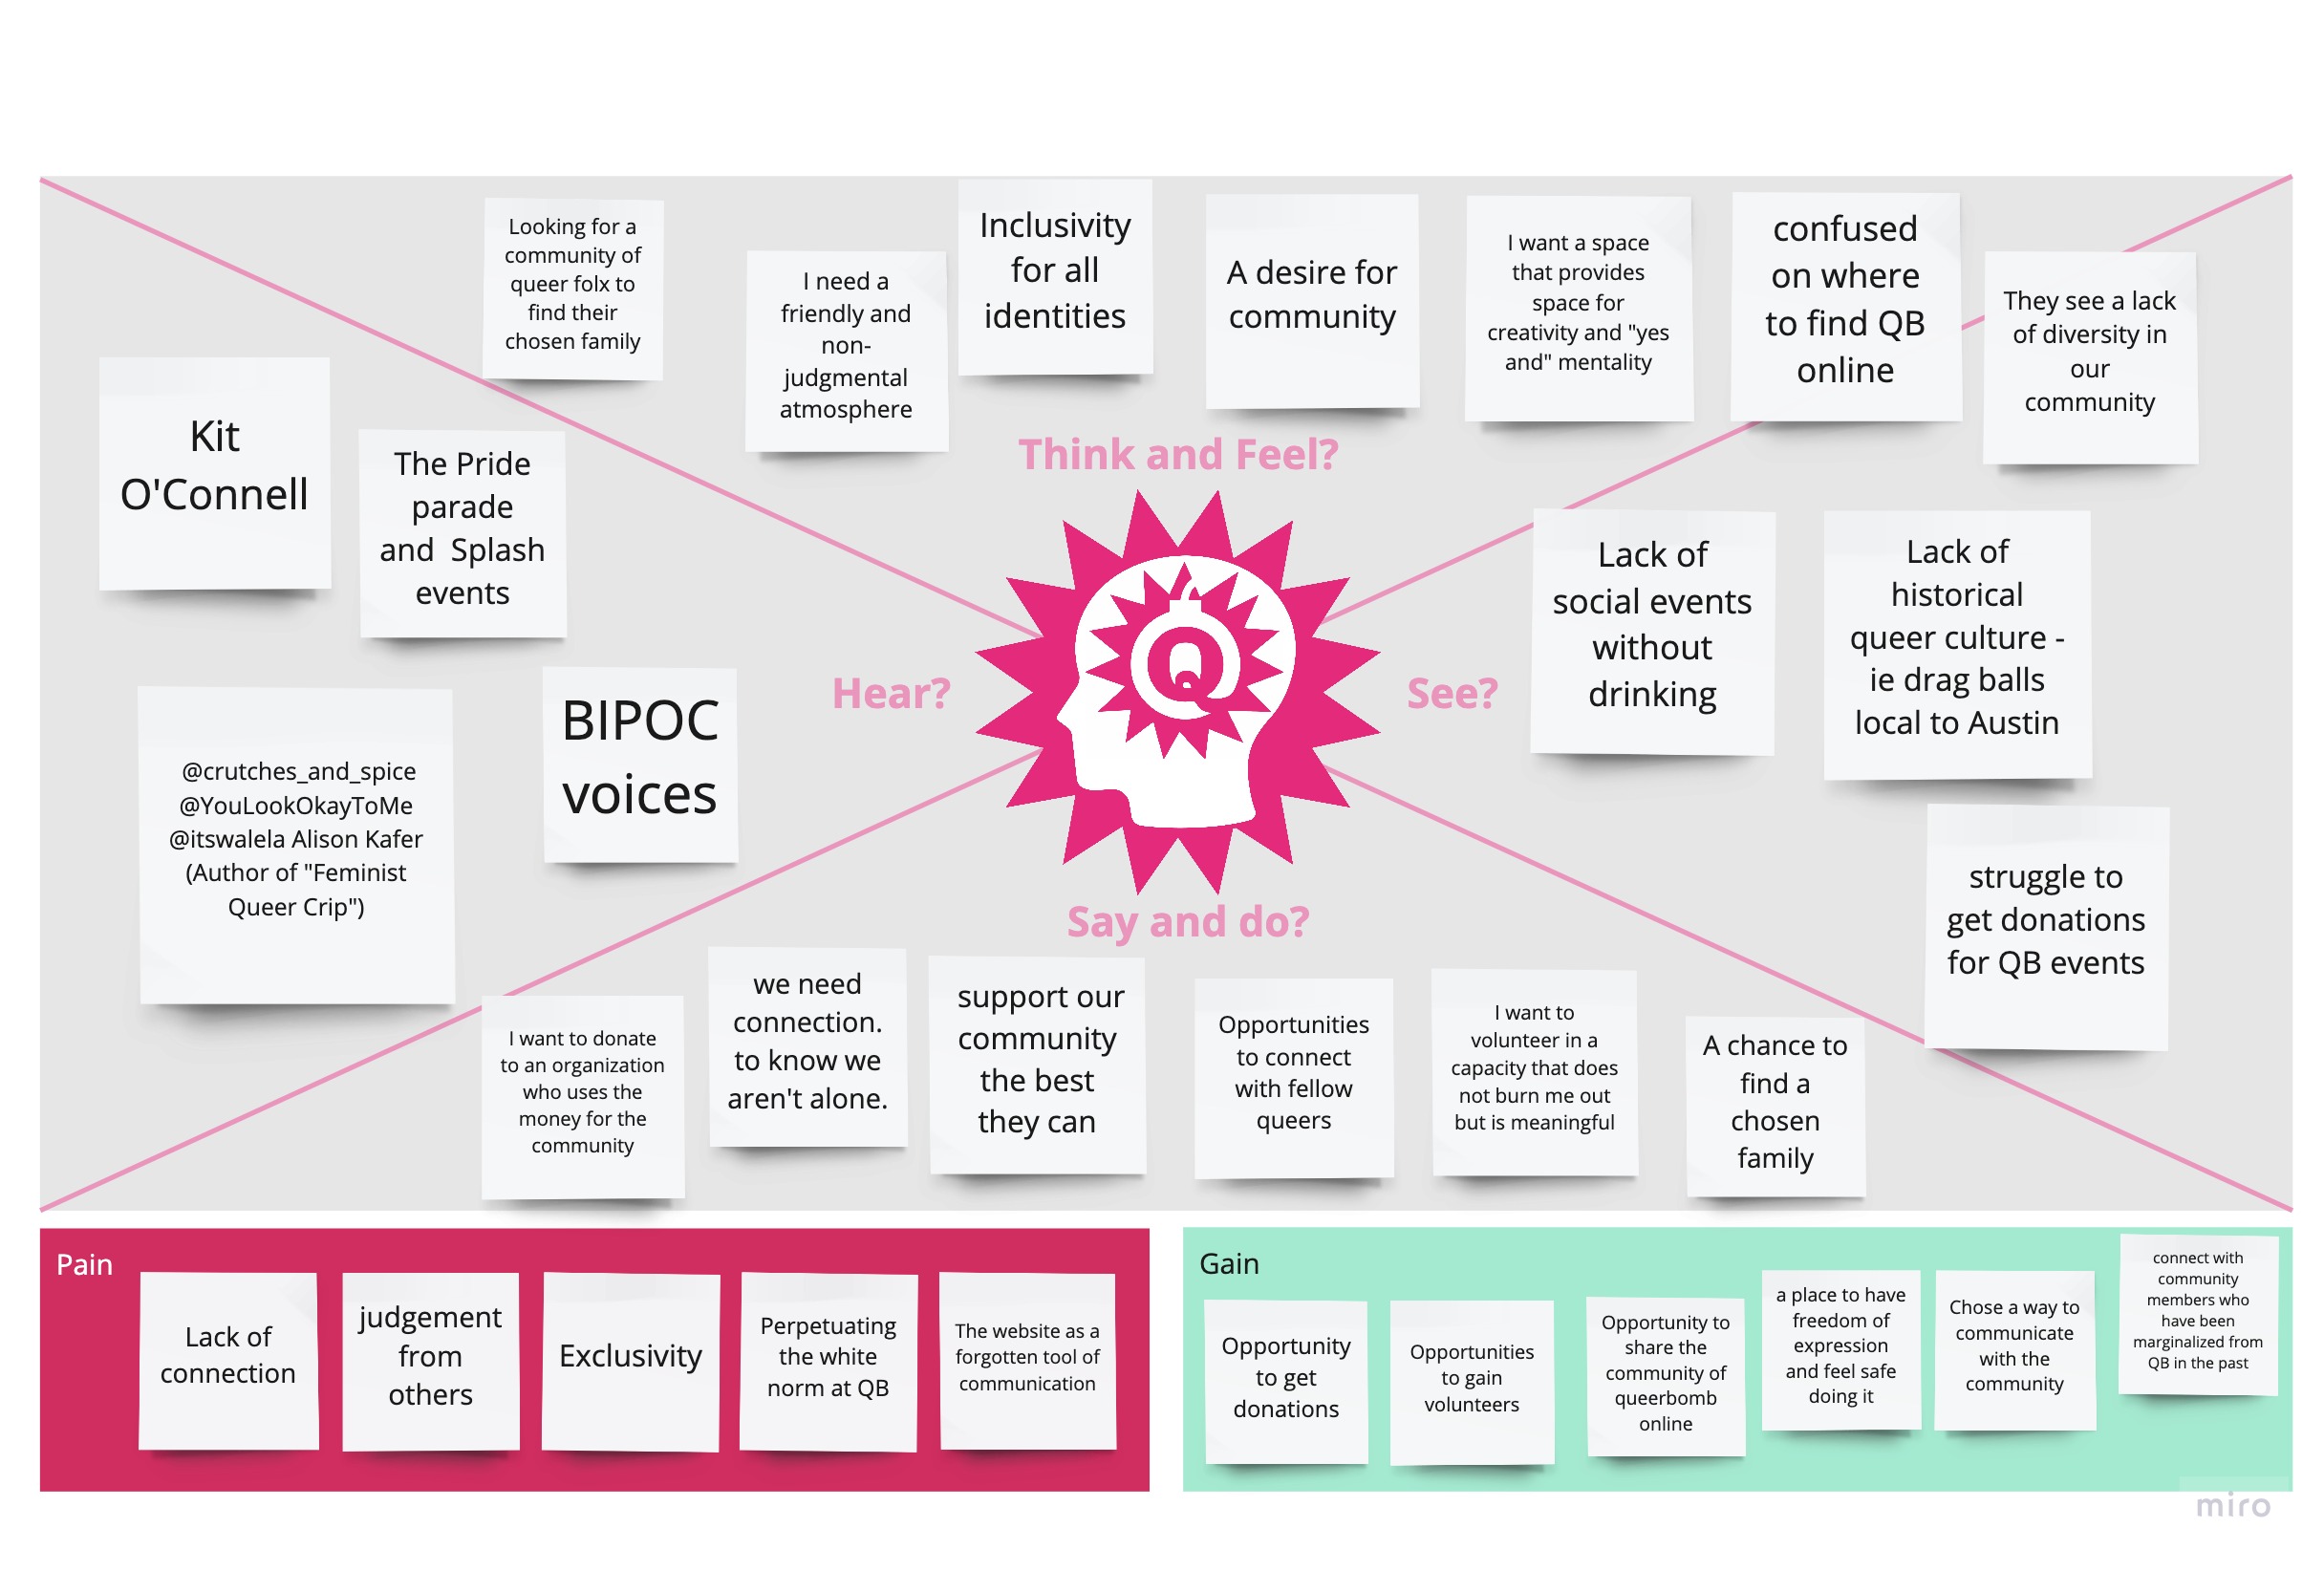 Looking for a
community of
queer folx to
find their
chosen family
I need a
friendly and
non-
judgmental
atmosphere
Inclusivity
for all
identities
A desire for
community
I want a space
that provides
space for
creativity and "yes
and" mentality
confused
on where
to find QB
online
They see a lack
of diversity in
our
community
Think and Feel?
Kit
O'Connell
The Pride
parade
and Splash
events
BIPOC
voices
@crutches_and_spice
@YouLookOkayToMe
@itswalela Alison Kafer
(Author of "Feminist
Queer Crip")
Hear?
Q
See?
Lack of
social events
without
drinking
Lack of
historical
queer culture -
ie drag balls
local to Austin
struggle to
get donations
for QB events
Say and do?
I want to donate
to an organization
who uses the
money for the
community
we need
connection.
to know we
aren't alone.
support our
community
the best
they can
Opportunities
to connect
with fellow
queers
I want to
volunteer in a
capacity that does
not burn me out
but is meaningful
A chance to
find a
chosen
family
Pain
Lack of
connection
judgement
from
others
Exclusivity
Perpetuating
the white
norm at QB
The website as a
forgotten tool of
communication
Gain
Opportunity
to get
donations
Opportunities
to gain
volunteers
Opportunity to
share the
community of
queerbomb
online
a place to have
freedom of
expression
and feel safe
doing it
Chose a way to
communicate
with the
community
connect with
community
members who
have been
marginalized from
QB in the past
miro